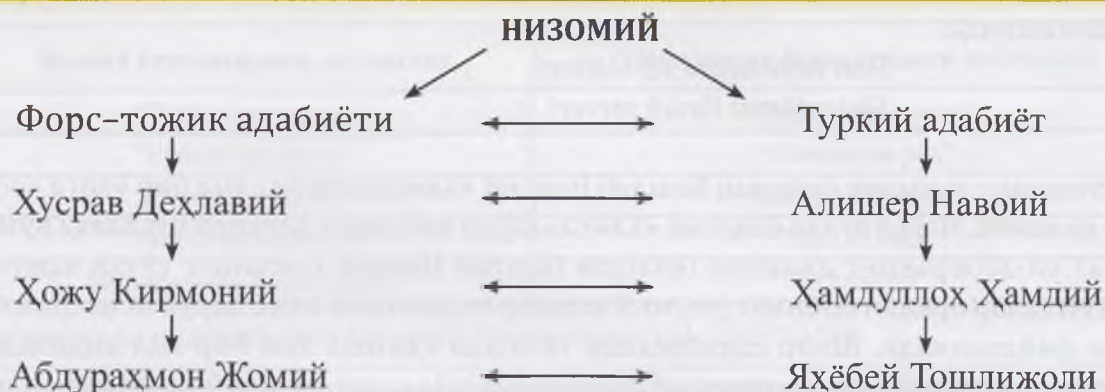 НИЗОМИЙ
Форс–тожик адабиёти Туркий адабиёт
Хусрав Деҳлавий Алишер Навоий
Ҳожу Кирмоний Ҳамдуллоҳ Ҳамдий
Абдураҳмон Жомий Яҳёбей Тошлижоли